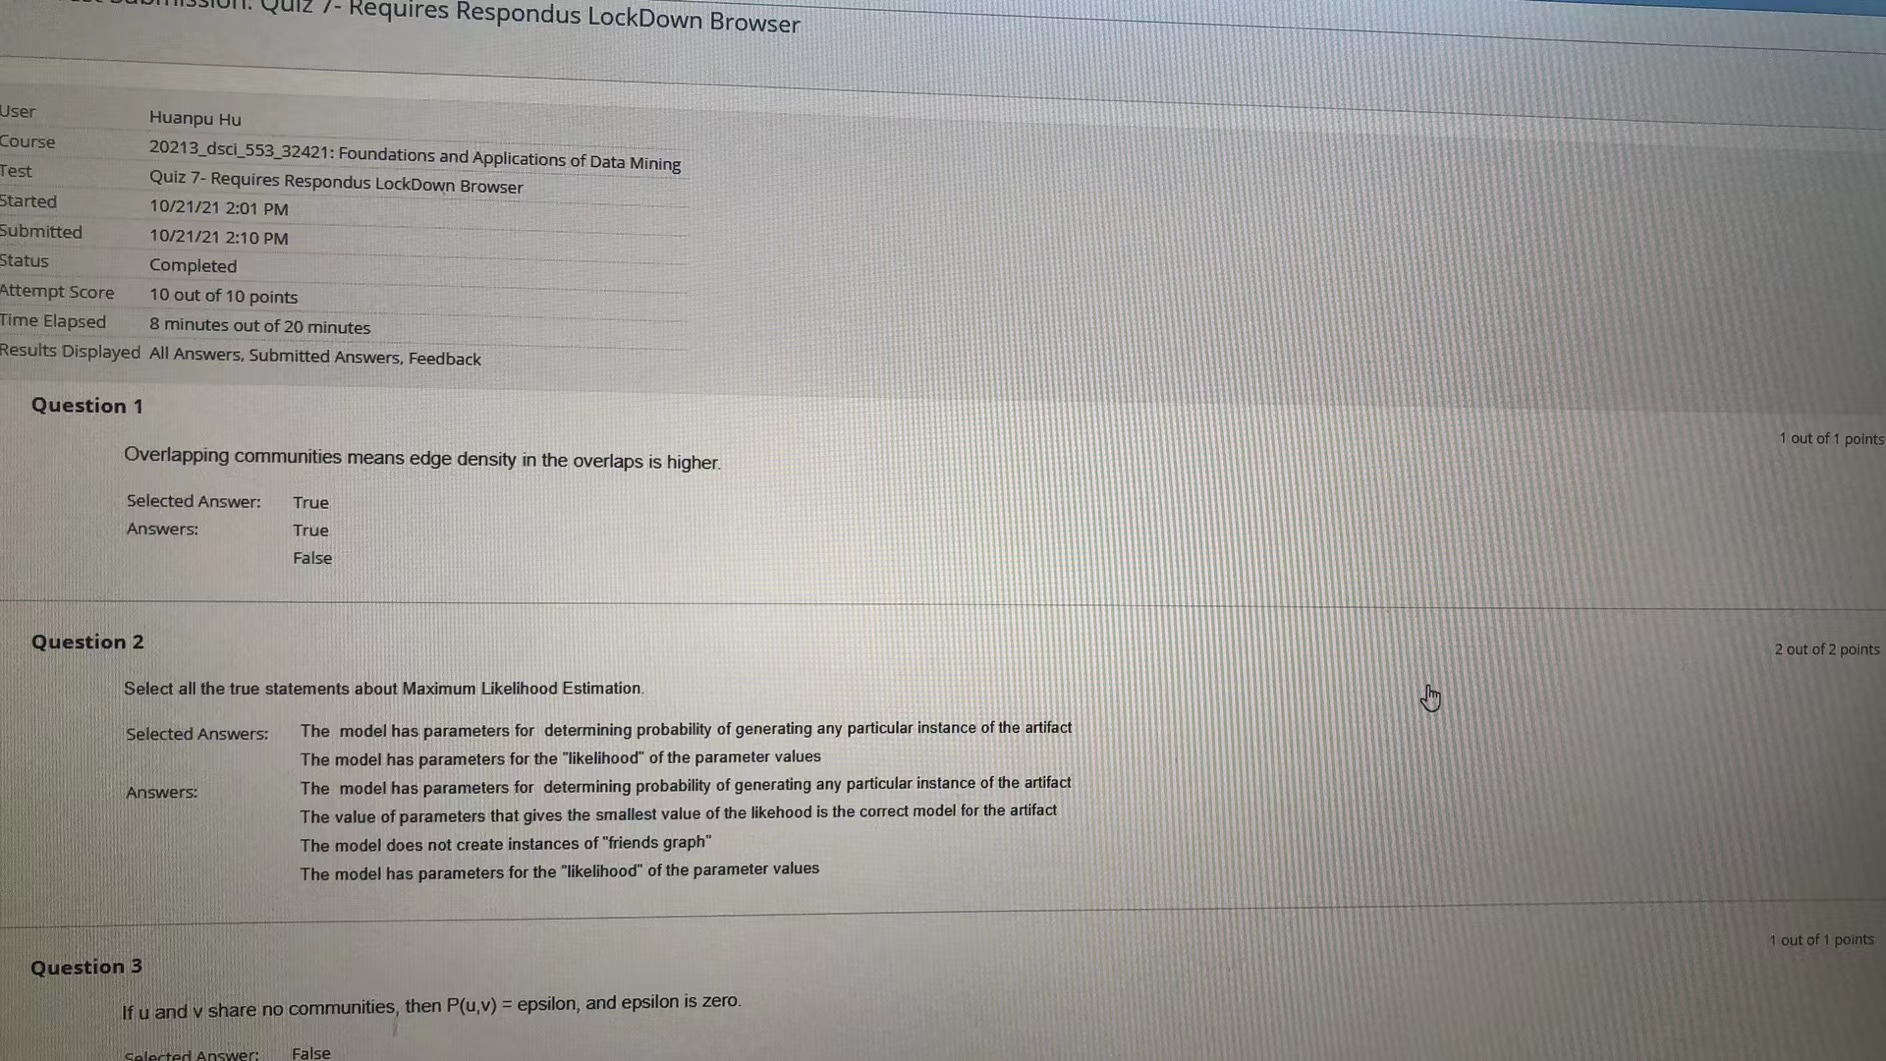 Quiz 7- Requires Respondus LockDown Browser
User Huanpu Hu
Course 20213_dsci_553_32421: Foundations and Applications of Data Mining
Test Quiz 7- Requires Respondus LockDown Browser
Started 10/21/21 2:01 PM
Submitted 10/21/21 2:10 PM
Status Completed
Attempt Score 10 out of 10 points
Time Elapsed 8 minutes out of 20 minutes
Results Displayed All Answers, Submitted Answers, Feedback
Question 1
1 out of 1 points
Overlapping communities means edge density in the overlaps is higher.
Selected Answer: True
Answers: True
False
Question 2
2 out of 2 points
Select all the true statements about Maximum Likelihood Estimation.
Selected Answers: The model has parameters for determining probability of generating any particular instance of the artifact
The model has parameters for the "likelihood" of the parameter values
Answers: The model has parameters for determining probability of generating any particular instance of the artifact
The value of parameters that gives the smallest value of the likehood is the correct model for the artifact
The model does not create instances of "friends graph"
The model has parameters for the "likelihood" of the parameter values
Question 3
1 out of 1 points
If u and v share no communities, then P(u,v) = epsilon, and epsilon is zero.
Selected Answer: False